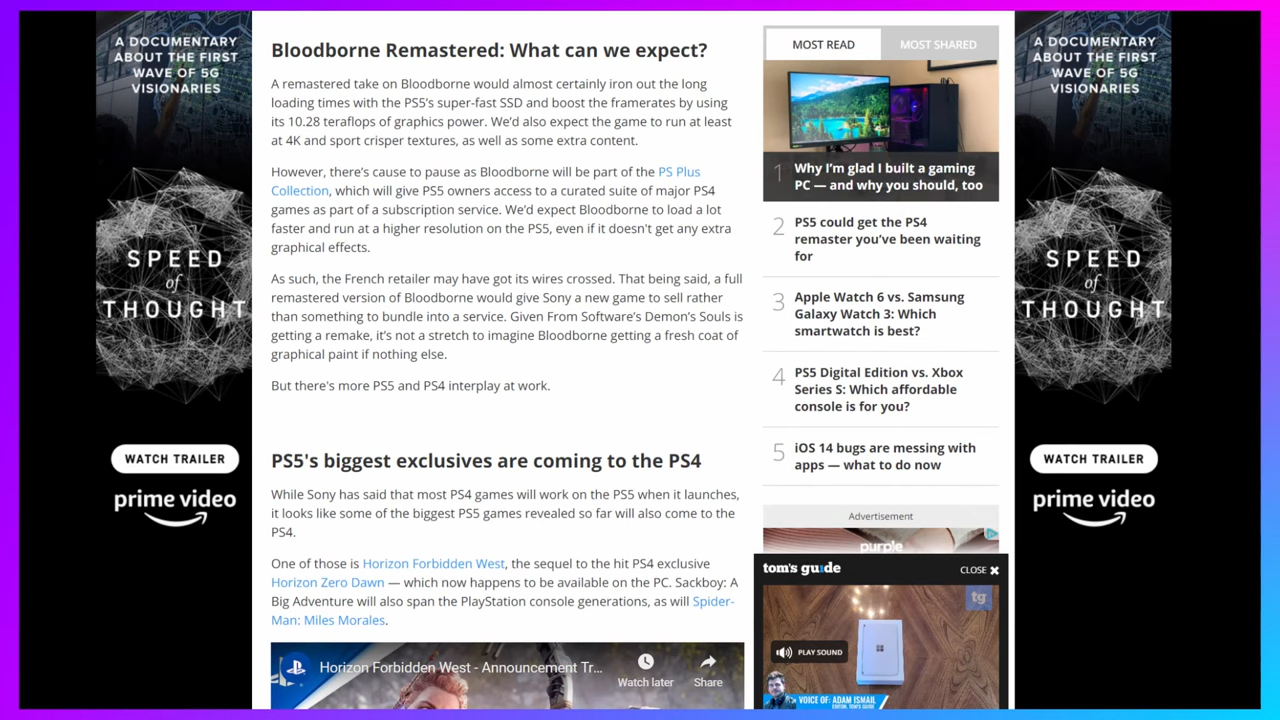 A DOCUMENTARY
ABOUT THE FIRST
WAVE OF 5G
VISIONARIES
SPEED
of
THOUGHT
WATCH TRAILER
prime video
Bloodborne Remastered: What can we expect?
A remastered take on Bloodborne would almost certainly iron out the long
loading times with the PS5's super-fast SSD and boost the framerates by using
its 10.28 teraflops of graphics power. We'd also expect the game to run at least
at 4K and sport crisper textures, as well as some extra content.
However, there's cause to pause as Bloodborne will be part of the PS Plus
Collection, which will give PS5 owners access to a curated suite of major PS4
games as part of a subscription service. We'd expect Bloodborne to load a lot
faster and run at a higher resolution on the PS5, even if it doesn't get any extra
graphical effects.
As such, the French retailer may have got its wires crossed. That being said, a full
remastered version of Bloodborne would give Sony a new game to sell rather
than something to bundle into a service. Given From Software's Demon's Souls is
getting a remake, it's not a stretch to imagine Bloodborne getting a fresh coat of
graphical paint if nothing else.
But there's more PS5 and PS4 interplay at work.
PS5's biggest exclusives are coming to the PS4
While Sony has said that most PS4 games will work on the PS5 when it launches,
it looks like some of the biggest PS5 games revealed so far will also come to the
PS4.
One of those is Horizon Forbidden West, the sequel to the hit PS4 exclusive
Horizon Zero Dawn — which now happens to be available on the PC. Sackboy: A
Big Adventure will also span the PlayStation console generations, as will Spider-
Man: Miles Morales.
Horizon Forbidden West - Announcement Tr...
Watch later
Share
MOST READ
MOST SHARED
1
Why I'm glad I built a gaming
PC — and why you should, too
2
PS5 could get the PS4
remaster you've been waiting
for
3
Apple Watch 6 vs. Samsung
Galaxy Watch 3: Which
smartwatch is best?
4
PS5 Digital Edition vs. Xbox
Series S: Which affordable
console is for you?
5
iOS 14 bugs are messing with
apps — what to do now
Advertisement
purple
tom's guide
CLOSE
tg
PLAY SOUND
VOICE OF: ADAM ISMAIL
EDITOR, TOM'S GUIDE
A DOCUMENTARY
ABOUT THE FIRST
WAVE OF 5G
VISIONARIES
SPEED
of
THOUGHT
WATCH TRAILER
prime video